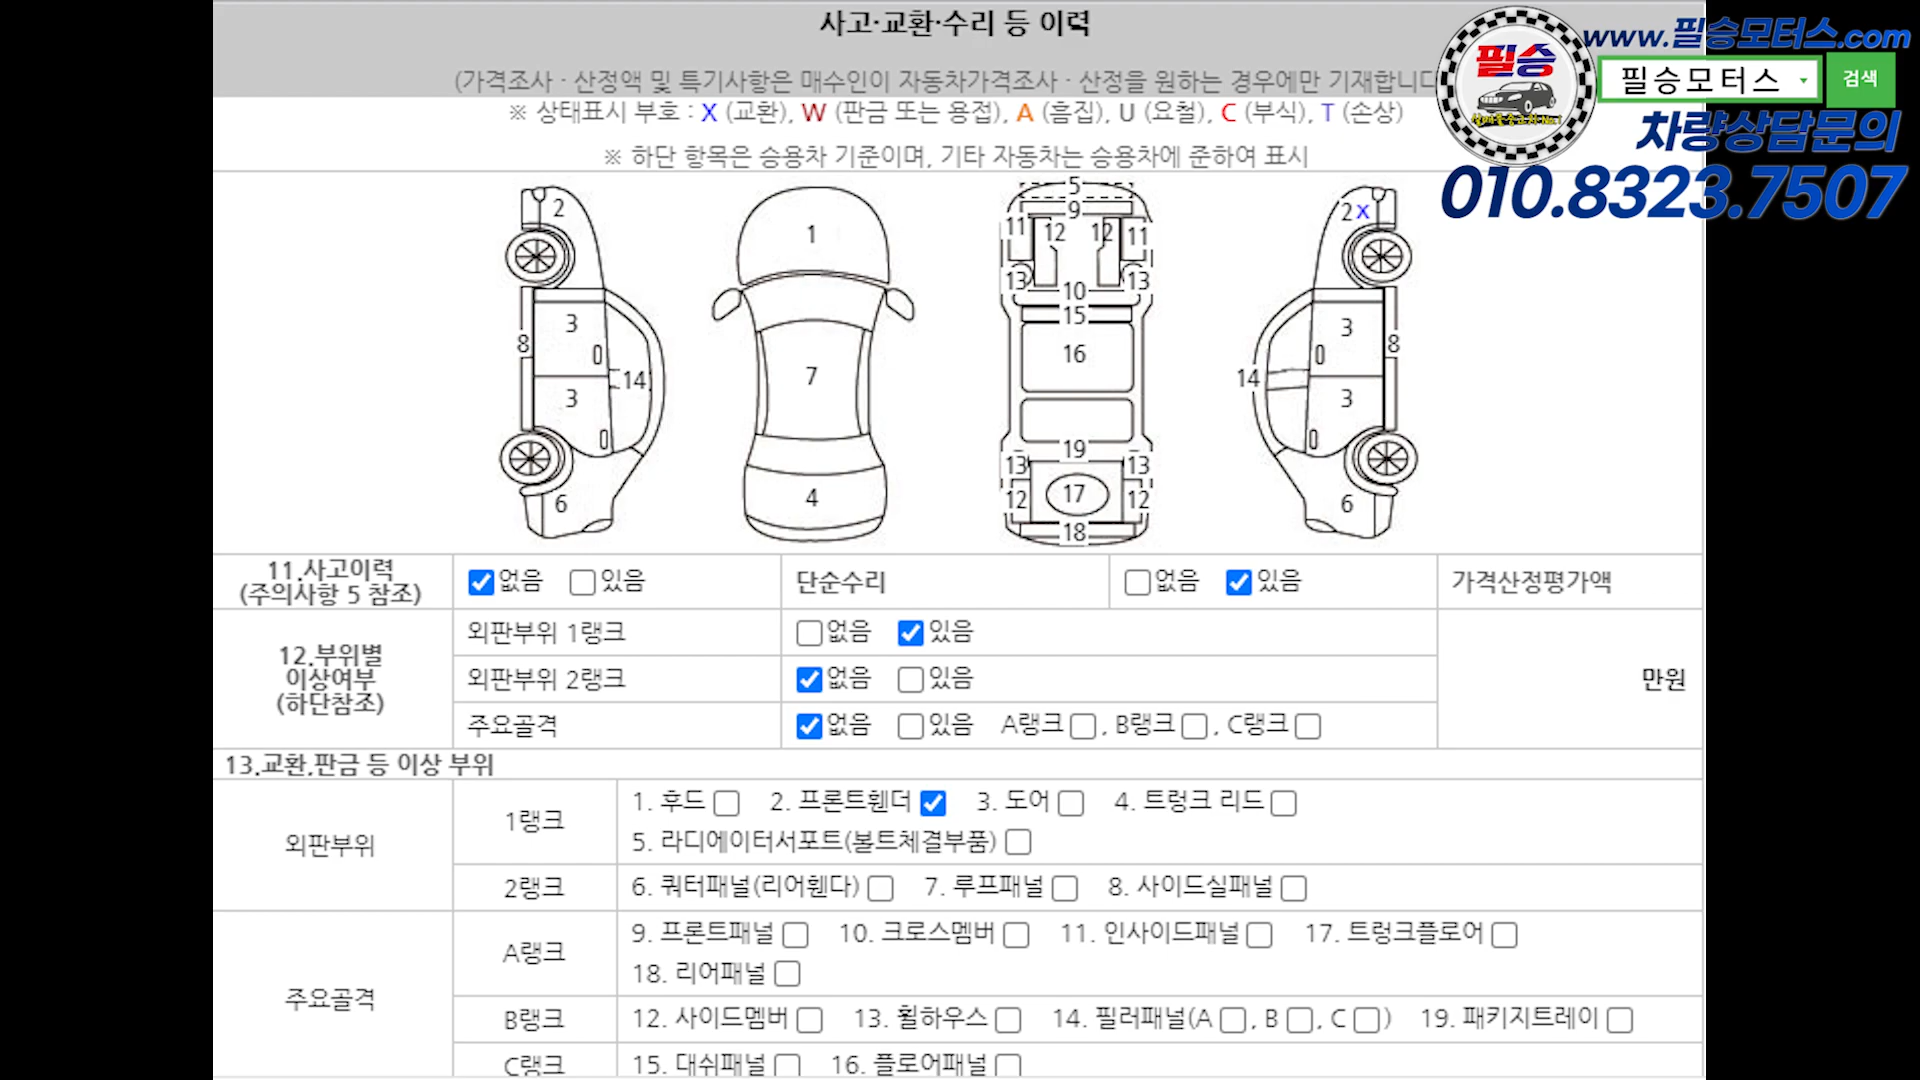 사고·교환·수리 등 이력
(가격조사 · 산정액 및 특기사항은 매수인이 자동차가격조사 · 산정을 원하는 경우에만 기재합니다
※ 상태표시 부호 : X (교환), W (판금 또는 용접), A (흠집), U (요철), C (부식), T (손상)
※ 하단 항목은 승용차 기준이며, 기타 자동차는 승용차에 준하여 표시
www.필승모터스.com
필승
실매물중고차 No.1
필승모터스 검색
차량상담문의
010.8323.7507
2 3 3 8 14 6
1 7 4
5 9 11 12 12 11 13 13 10 15 16 19 13 13 12 17 12 18
2 X 3 3 8 14 6
11.사고이력
(주의사항 5 참조)
없음 있음 단순수리 없음 있음 가격산정평가액
12.부위별
이상여부
(하단참조)
외판부위 1랭크 없음 있음
외판부위 2랭크 없음 있음
만원
주요골격 없음 있음 A랭크 , B랭크 , C랭크
13.교환,판금 등 이상 부위
외판부위
1랭크 1. 후드 2. 프론트휀더 3. 도어 4. 트렁크 리드
5. 라디에이터서포트(볼트체결부품)
2랭크 6. 쿼터패널(리어휀다) 7. 루프패널 8. 사이드실패널
주요골격
A랭크 9. 프론트패널 10. 크로스멤버 11. 인사이드패널 17. 트렁크플로어
18. 리어패널
B랭크 12. 사이드멤버 13. 휠하우스 14. 필러패널(A , B , C ) 19. 패키지트레이
C랭크 15. 대쉬패널 16. 플로어패널